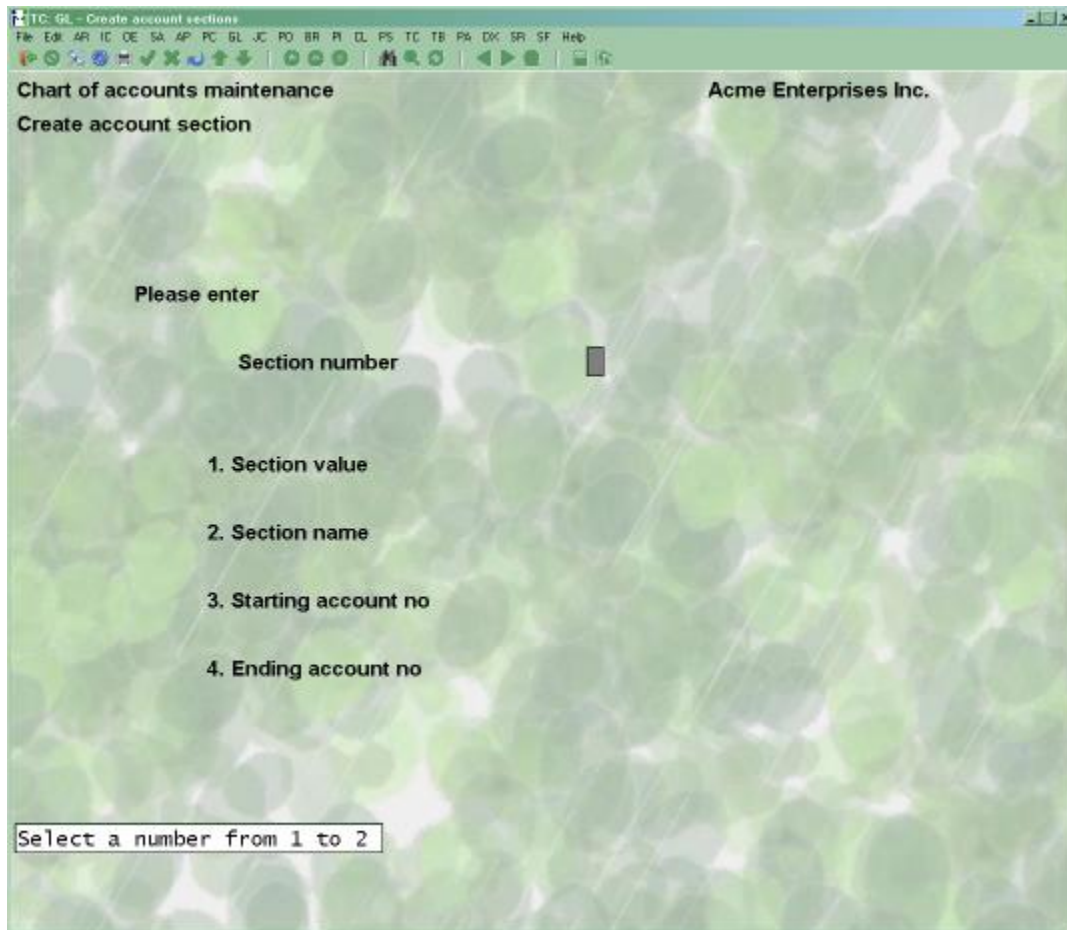 TC: GL - Create account sections
File Edit AR IC OE SA AP PC GL JC PO BR PI CL PS TC TB PA DX SR SF Help
Chart of accounts maintenance Acme Enterprises Inc.
Create account section
Please enter
Section number
1. Section value
2. Section name
3. Starting account no
4. Ending account no
Select a number from 1 to 2